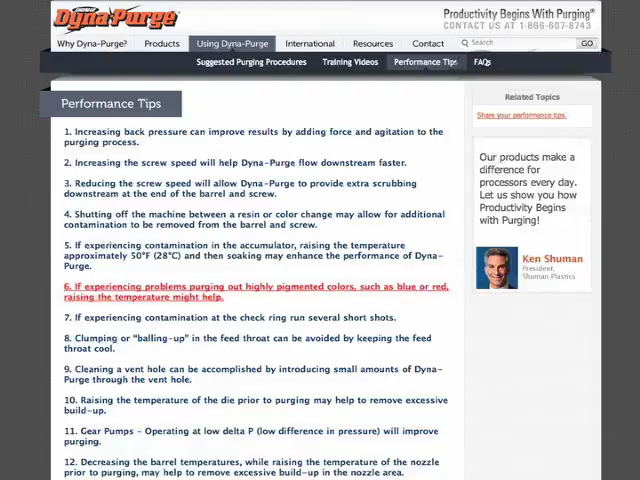 SHUMAN
Dyna-Purge®
Productivity Begins With Purging®
CONTACT US AT 1-866-607-8743
Why Dyna-Purge?
Products
Using Dyna-Purge
International
Resources
Contact
Search
GO
Suggested Purging Procedures
Training Videos
Performance Tips
FAQs
Performance Tips
1. Increasing back pressure can improve results by adding force and agitation to the
purging process.
2. Increasing the screw speed will help Dyna-Purge flow downstream faster.
3. Reducing the screw speed will allow Dyna-Purge to provide extra scrubbing
downstream at the end of the barrel and screw.
4. Shutting off the machine between a resin or color change may allow for additional
contamination to be removed from the barrel and screw.
5. If experiencing contamination in the accumulator, raising the temperature
approximately 50°F (28°C) and then soaking may enhance the performance of Dyna-
Purge.
6. If experiencing problems purging out highly pigmented colors, such as blue or red,
raising the temperature might help.
7. If experiencing contamination at the check ring run several short shots.
8. Clumping or “balling-up” in the feed throat can be avoided by keeping the feed
throat cool.
9. Cleaning a vent hole can be accomplished by introducing small amounts of Dyna-
Purge through the vent hole.
10. Raising the temperature of the die prior to purging may help to remove excessive
build-up.
11. Gear Pumps - Operating at low delta P (low difference in pressure) will improve
purging.
12. Decreasing the barrel temperatures, while raising the temperature of the nozzle
prior to purging, may help to remove excessive build-up in the nozzle area.
Related Topics
Share your performance tips.
Our products make a
difference for
processors every day.
Let us show you how
Productivity Begins
with Purging!
Ken Shuman
President,
Shuman Plastics